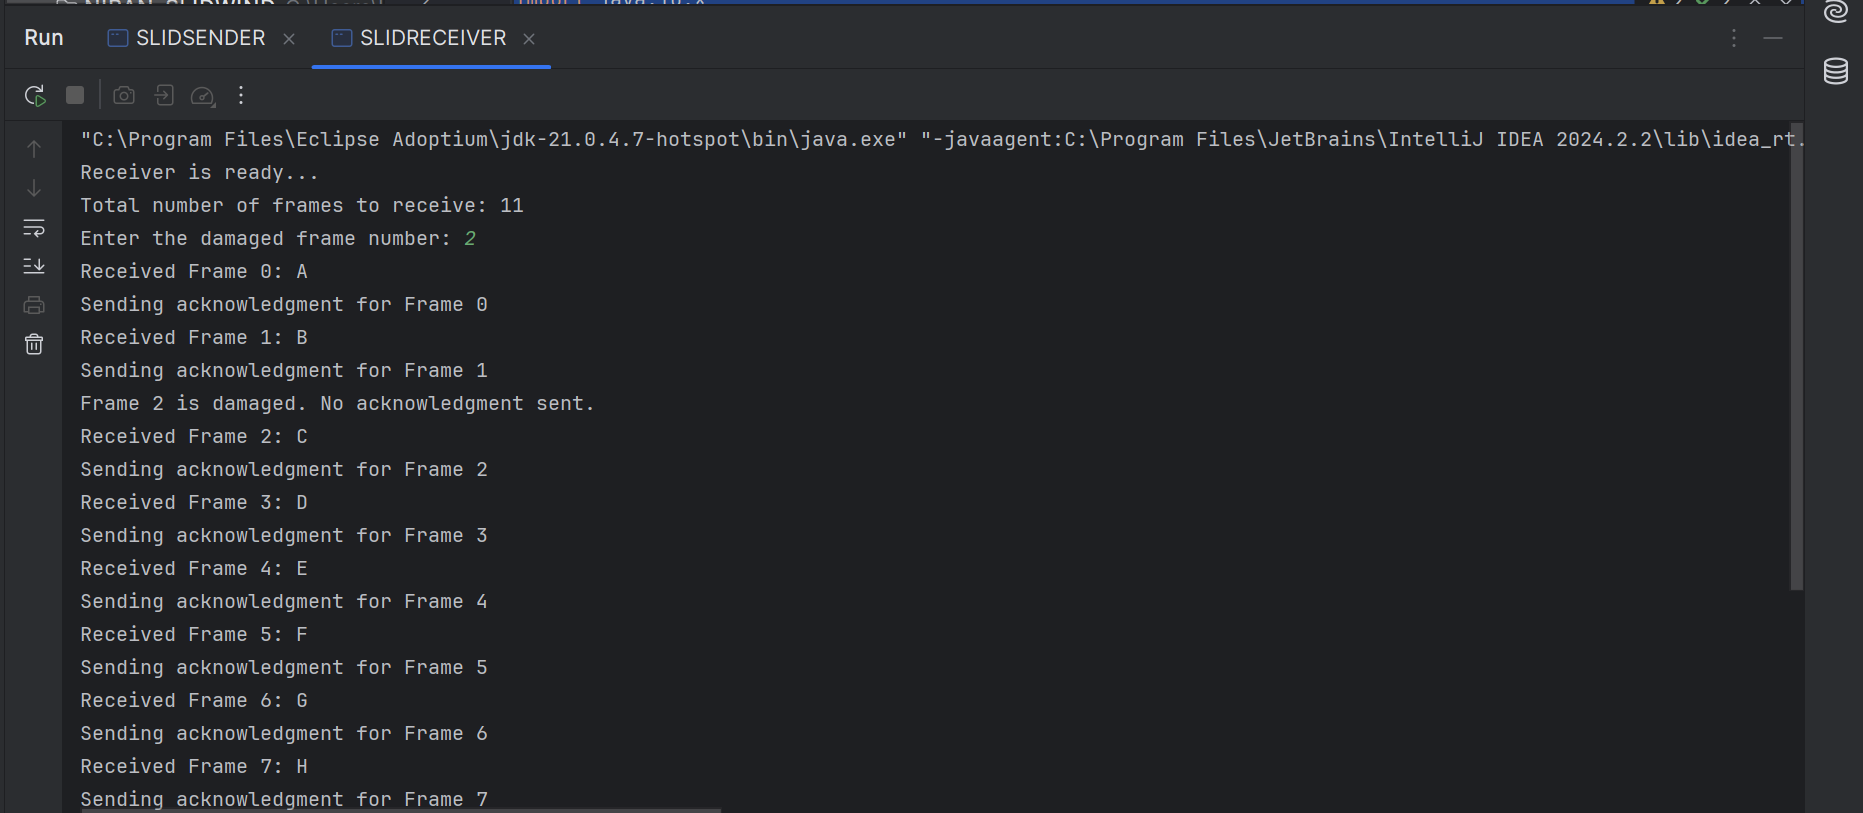 Run SLIDSENDER SLIDRECEIVER
"C:\Program Files\Eclipse Adoptium\jdk-21.0.4.7-hotspot\bin\java.exe" "-javaagent:C:\Program Files\JetBrains\IntelliJ IDEA 2024.2.2\lib\idea_rt.
Receiver is ready...
Total number of frames to receive: 11
Enter the damaged frame number: 2
Received Frame 0: A
Sending acknowledgment for Frame 0
Received Frame 1: B
Sending acknowledgment for Frame 1
Frame 2 is damaged. No acknowledgment sent.
Received Frame 2: C
Sending acknowledgment for Frame 2
Received Frame 3: D
Sending acknowledgment for Frame 3
Received Frame 4: E
Sending acknowledgment for Frame 4
Received Frame 5: F
Sending acknowledgment for Frame 5
Received Frame 6: G
Sending acknowledgment for Frame 6
Received Frame 7: H
Sending acknowledgment for Frame 7